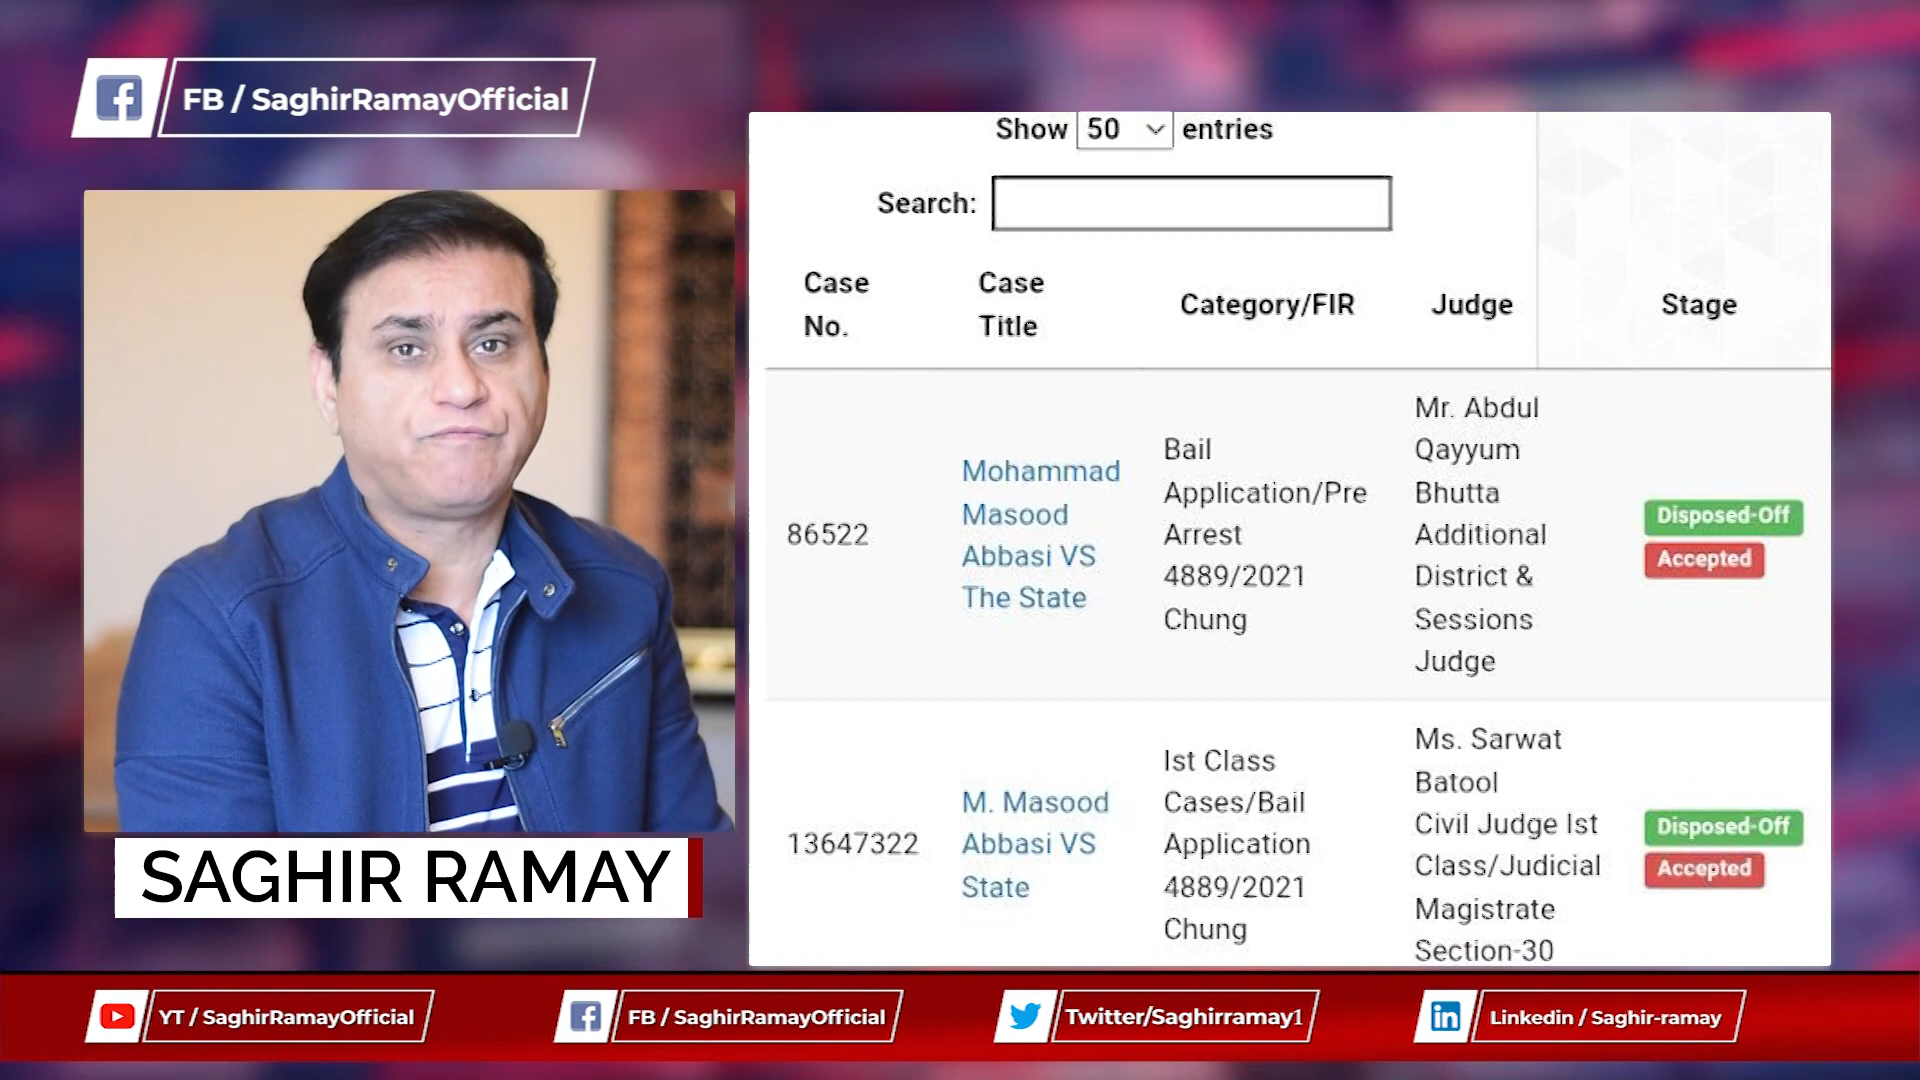 FB / SaghirRamayOfficial
Show 50 entries
Search:
Case No.
Case Title
Category/FIR
Judge
Stage
86522
Mohammad
Masood
Abbasi VS
The State
Bail
Application/Pre
Arrest
4889/2021
Chung
Mr. Abdul
Qayyum
Bhutta
Additional
District &
Sessions
Judge
Disposed-Off
Accepted
13647322
M. Masood
Abbasi VS
State
Ist Class
Cases/Bail
Application
4889/2021
Chung
Ms. Sarwat
Batool
Civil Judge Ist
Class/Judicial
Magistrate
Section-30
Disposed-Off
Accepted
SAGHIR RAMAY
YT / SaghirRamayOfficial
FB / SaghirRamayOfficial
Twitter/Saghirramay1
Linkedin / Saghir-ramay